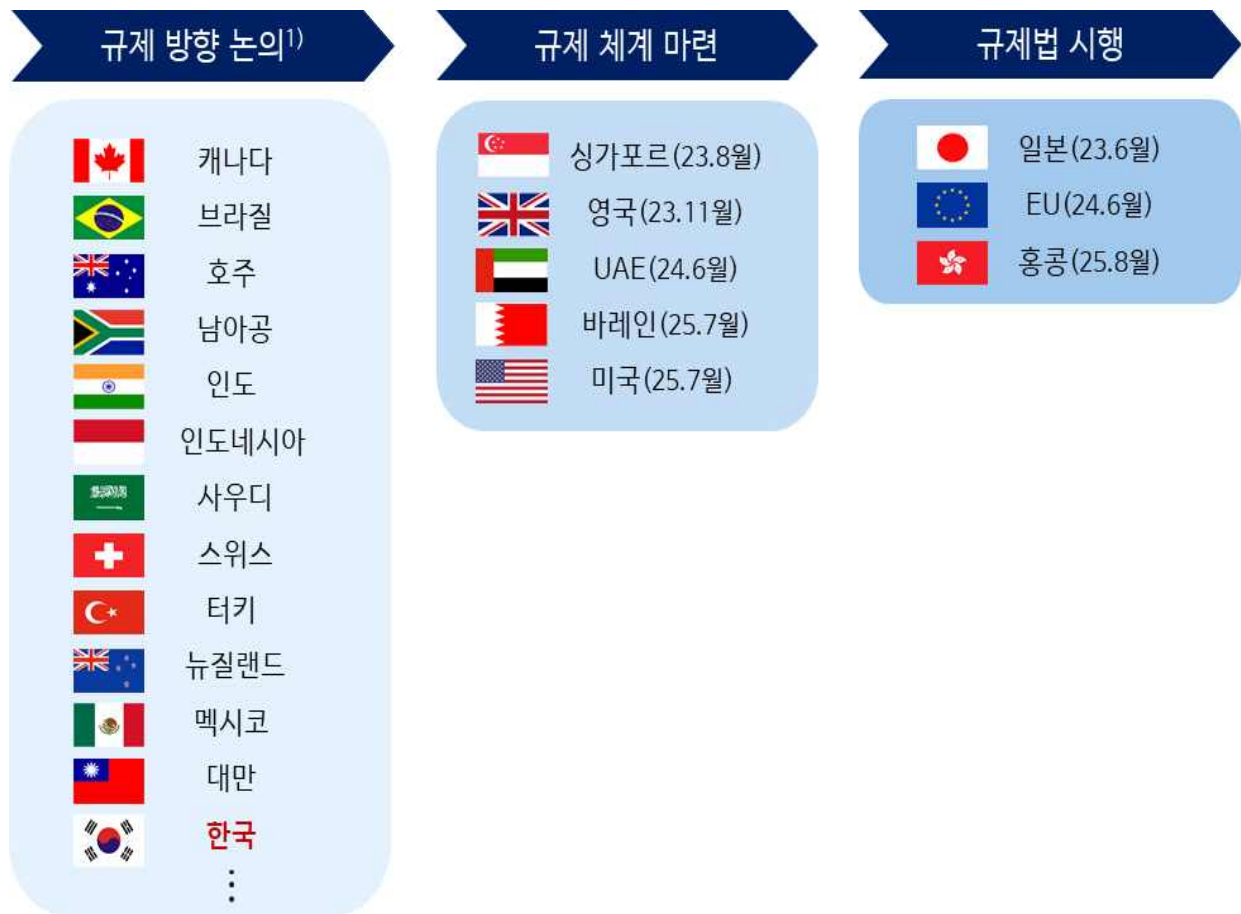 규제 방향 논의1)
캐나다
브라질
호주
남아공
인도
인도네시아
사우디
스위스
터키
뉴질랜드
멕시코
대만
한국
⋮
규제 체계 마련
싱가포르(23.8월)
영국(23.11월)
UAE(24.6월)
바레인(25.7월)
미국(25.7월)
규제법 시행
일본(23.6월)
EU(24.6월)
홍콩(25.8월)